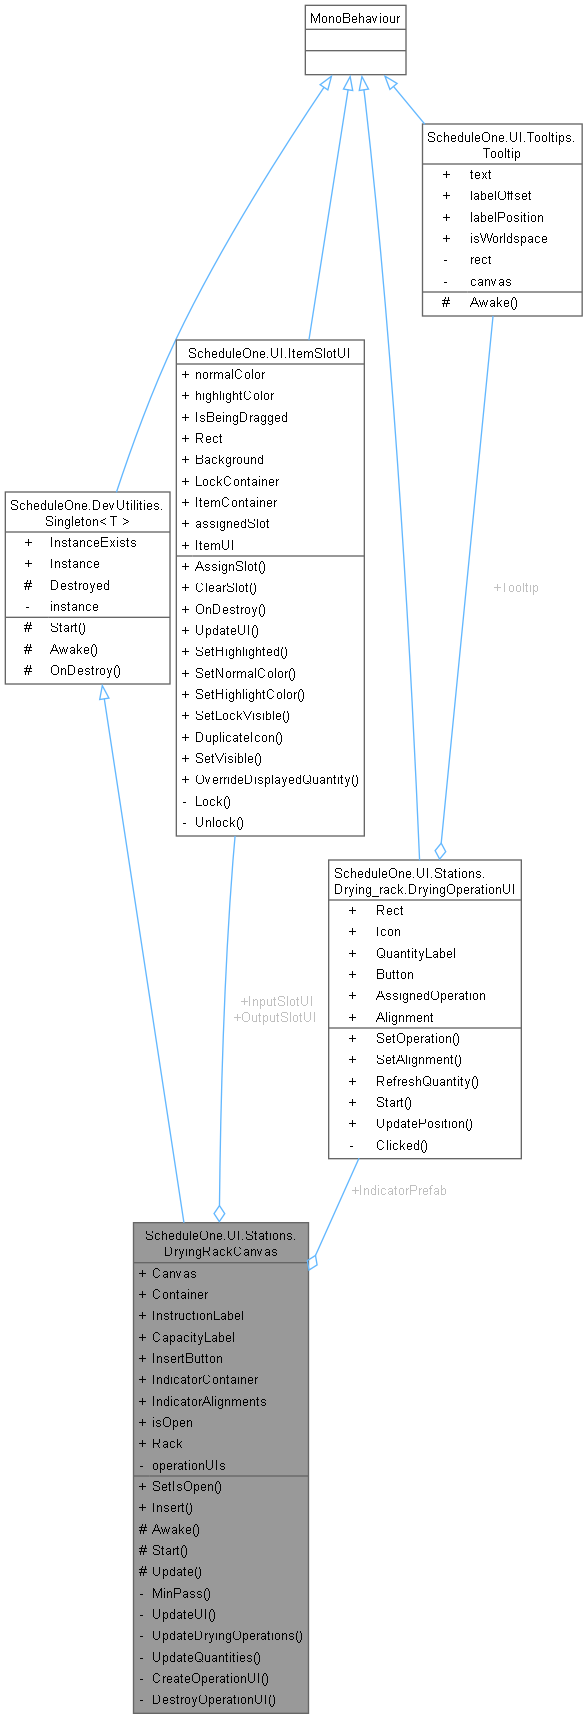 MonoBehaviour
ScheduleOne.UI.Tooltips.
Tooltip
+ text
+ labelOffset
+ labelPosition
+ isWorldspace
- rect
- canvas
# Awake()
ScheduleOne.UI.ItemSlotUI
+ normalColor
+ highlightColor
+ IsBeingDragged
+ Rect
+ Background
+ LockContainer
+ ItemContainer
+ assignedSlot
+ ItemUI
+ AssignSlot()
+ ClearSlot()
+ OnDestroy()
+ UpdateUI()
+ SetHighlighted()
+ SetNormalColor()
+ SetHighlightColor()
+ SetLockVisible()
+ DuplicateIcon()
+ SetVisible()
+ OverrideDisplayedQuantity()
- Lock()
- Unlock()
ScheduleOne.DevUtilities.
Singleton< T >
+ InstanceExists
+ Instance
# Destroyed
- instance
# Start()
# Awake()
# OnDestroy()
+Tooltip
ScheduleOne.UI.Stations.
Drying_rack.DryingOperationUI
+ Rect
+ Icon
+ QuantityLabel
+ Button
+ AssignedOperation
+ Alignment
+ SetOperation()
+ SetAlignment()
+ RefreshQuantity()
+ Start()
+ UpdatePosition()
- Clicked()
+InputSlotUI
+OutputSlotUI
+IndicatorPrefab
ScheduleOne.UI.Stations.
DryingRackCanvas
+ Canvas
+ Container
+ InstructionLabel
+ CapacityLabel
+ InsertButton
+ IndicatorContainer
+ IndicatorAlignments
+ isOpen
+ Rack
- operationUIs
+ SetIsOpen()
+ Insert()
# Awake()
# Start()
# Update()
- MinPass()
- UpdateUI()
- UpdateDryingOperations()
- UpdateQuantities()
- CreateOperationUI()
- DestroyOperationUI()